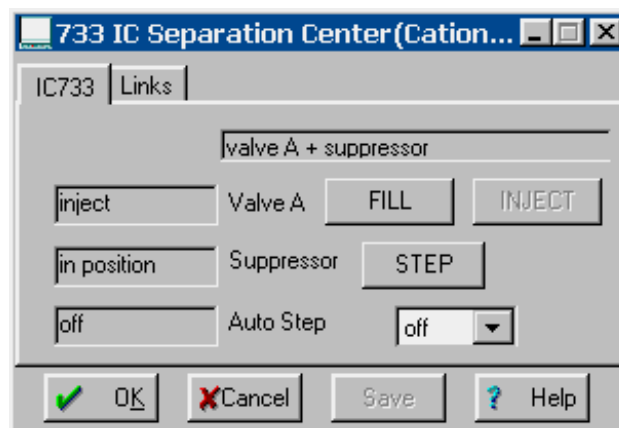 733 IC Separation Center(Cation...
IC733 Links
valve A + suppressor
inject Valve A FILL INJECT
in position Suppressor STEP
off Auto Step off
OK Cancel Save ? Help